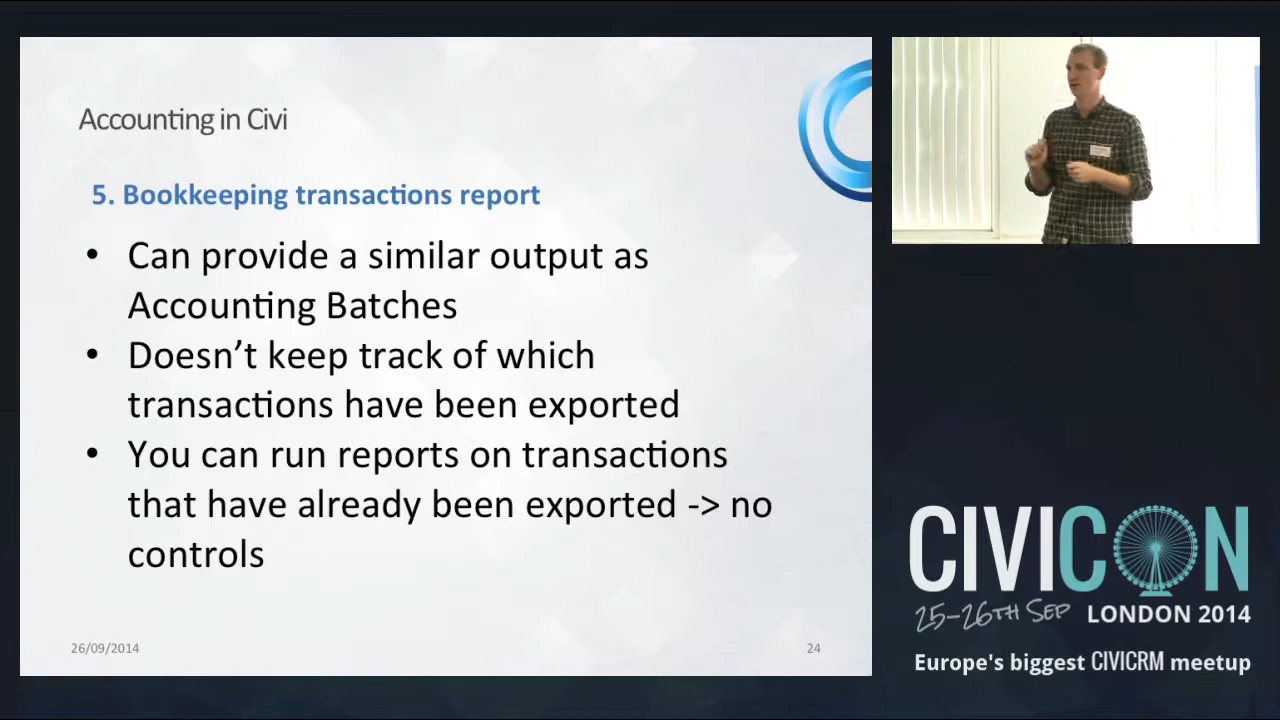 Accounting in Civi
5. Bookkeeping transactions report
• Can provide a similar output as
Accounting Batches
• Doesn’t keep track of which
transactions have been exported
• You can run reports on transactions
that have already been exported -> no
controls
26/09/2014
24
CIVICON
25-26TH SEP LONDON 2014
Europe's biggest CIVICRM meetup